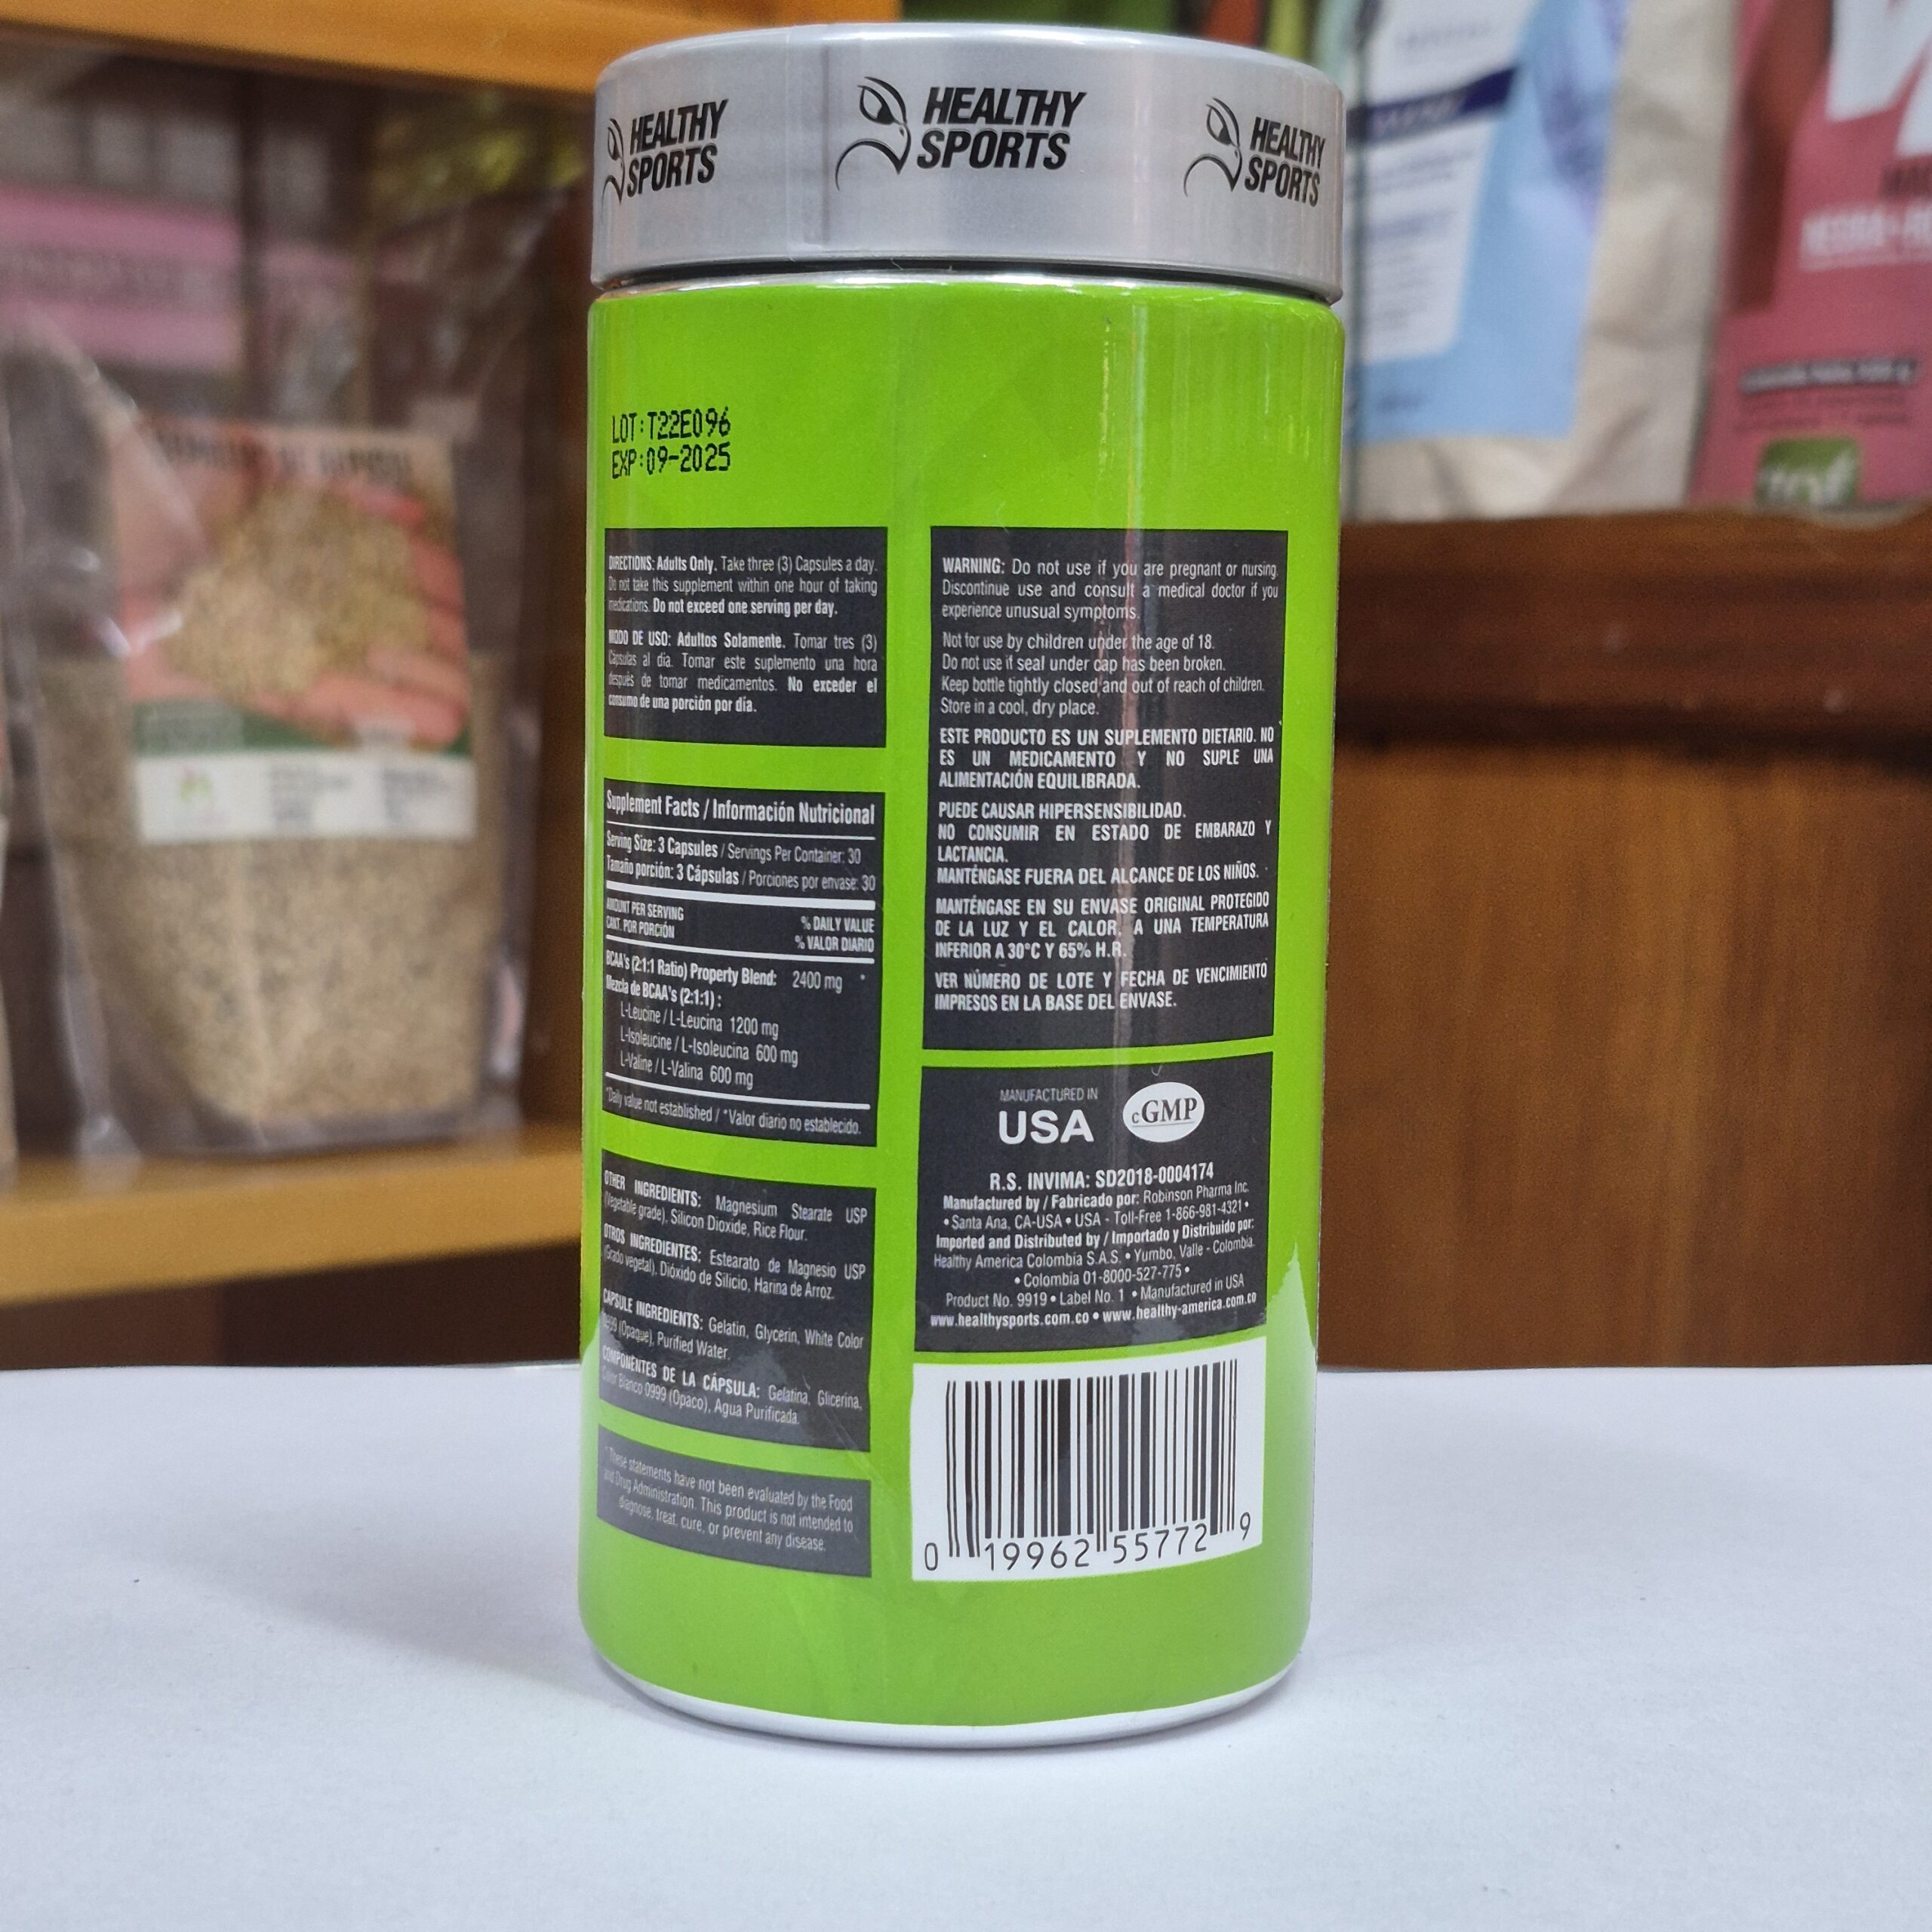 HEALTHY
SPORTS
HEALTHY
SPORTS
HEALTHY
SPORTS
LOT:T22E096
EXP:09-2025
DIRECTIONS: Adults Only. Take three (3) Capsules a day.
Do not take this supplement within one hour of taking
medications. Do not exceed one serving per day.
MODO DE USO: Adultos Solamente. Tomar tres (3)
Cápsulas al día. Tomar este suplemento una hora
después de tomar medicamentos. No exceder el
consumo de una porción por día.
Supplement Facts / Información Nutricional
Serving Size: 3 Capsules / Servings Per Container: 30
Tamaño porción: 3 Cápsulas / Porciones por envase: 30
AMOUNT PER SERVING
CANT. POR PORCIÓN
% DAILY VALUE
% VALOR DIARIO
BCAA's (2:1:1 Ratio) Property Blend: 2400 mg *
Mezcla de BCAA's (2:1:1) :
L-Leucine / L-Leucina 1200 mg
L-Isoleucine / L-Isoleucina 600 mg
L-Valine / L-Valina 600 mg
*Daily value not established / *Valor diario no establecido.
OTHER INGREDIENTS: Magnesium Stearate USP
(Vegetable grade), Silicon Dioxide, Rice Flour.
OTROS INGREDIENTES: Estearato de Magnesio USP
(Grado vegetal), Dióxido de Silicio, Harina de Arroz.
CAPSULE INGREDIENTS: Gelatin, Glycerin, White Color
0999 (Opaque), Purified Water.
COMPONENTES DE LA CÁPSULA: Gelatina, Glicerina,
Color Blanco 0999 (Opaco), Agua Purificada.
* These statements have not been evaluated by the Food
and Drug Administration. This product is not intended to
diagnose, treat, cure, or prevent any disease.
WARNING: Do not use if you are pregnant or nursing.
Discontinue use and consult a medical doctor if you
experience unusual symptoms.
Not for use by children under the age of 18.
Do not use if seal under cap has been broken.
Keep bottle tightly closed and out of reach of children.
Store in a cool, dry place.
ESTE PRODUCTO ES UN SUPLEMENTO DIETARIO. NO
ES UN MEDICAMENTO Y NO SUPLE UNA
ALIMENTACIÓN EQUILIBRADA.
PUEDE CAUSAR HIPERSENSIBILIDAD.
NO CONSUMIR EN ESTADO DE EMBARAZO Y
LACTANCIA.
MANTÉNGASE FUERA DEL ALCANCE DE LOS NIÑOS.
MANTÉNGASE EN SU ENVASE ORIGINAL PROTEGIDO
DE LA LUZ Y EL CALOR, A UNA TEMPERATURA
INFERIOR A 30°C Y 65% H.R.
VER NÚMERO DE LOTE Y FECHA DE VENCIMIENTO
IMPRESOS EN LA BASE DEL ENVASE.
MANUFACTURED IN
USA
cGMP
R.S. INVIMA: SD2018-0004174
Manufactured by / Fabricado por: Robinson Pharma Inc.
• Santa Ana, CA-USA • USA - Toll-Free 1-866-981-4321 •
Imported and Distributed by / Importado y Distribuido por:
Healthy America Colombia S.A.S. • Yumbo, Valle - Colombia.
• Colombia 01-8000-527-775 •
Product No. 9919 • Label No. 1 • Manufactured in USA
www.healthysports.com.co • www.healthy-america.com.co
0 19962 55772 9